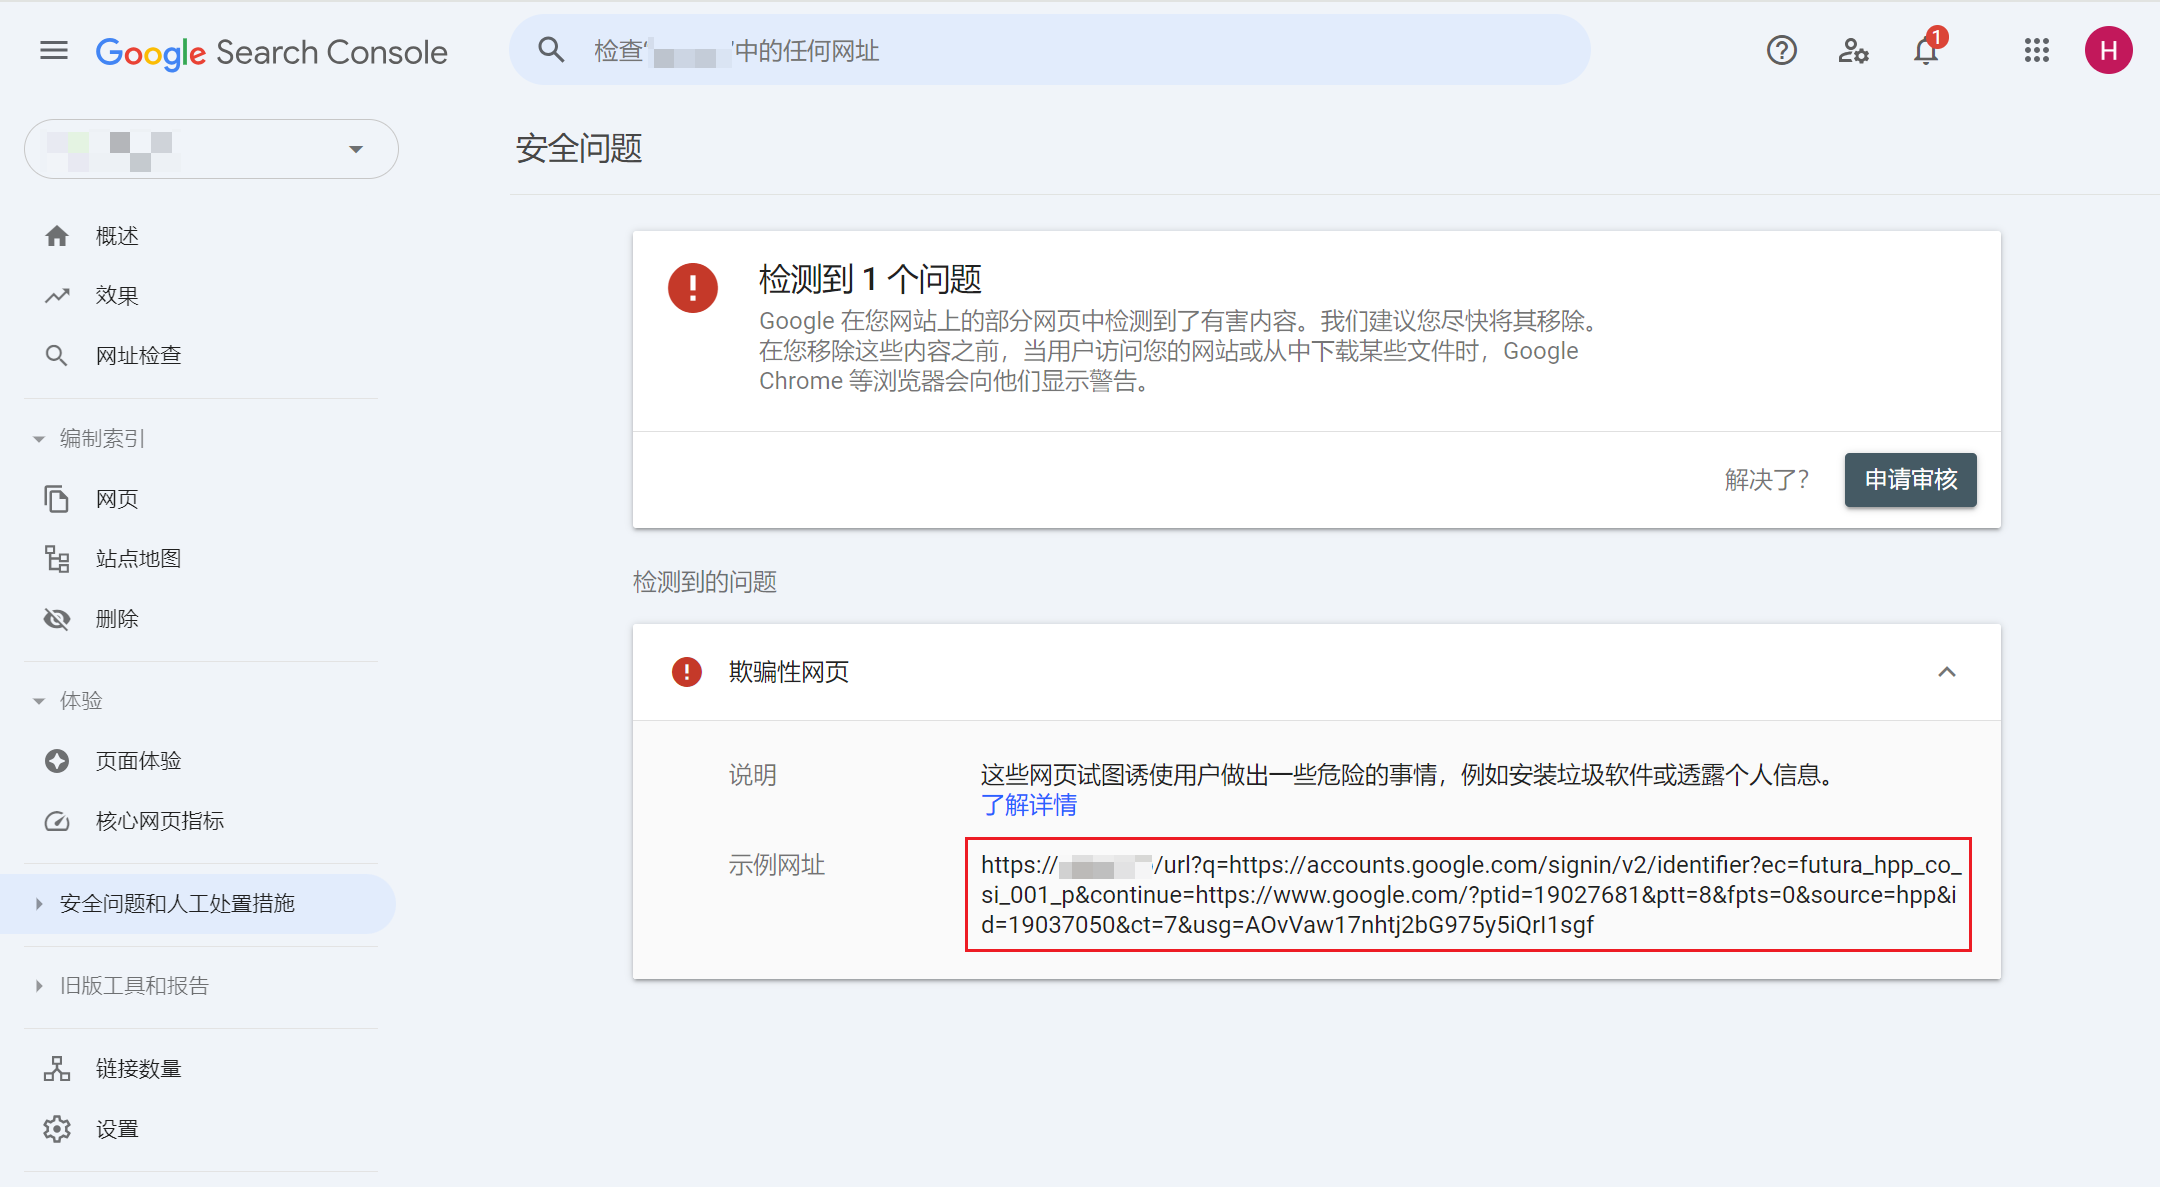 Google Search Console
检查“ ”中的任何网址
1
H
安全问题
概述
效果
网址检查
编制索引
网页
站点地图
删除
体验
页面体验
核心网页指标
安全问题和人工处置措施
旧版工具和报告
链接数量
设置
检测到 1 个问题
Google 在您网站上的部分网页中检测到了有害内容。我们建议您尽快将其移除。
在您移除这些内容之前，当用户访问您的网站或从中下载某些文件时，Google
Chrome 等浏览器会向他们显示警告。
解决了？
申请审核
检测到的问题
欺骗性网页
说明
这些网页试图诱使用户做出一些危险的事情，例如安装垃圾软件或透露个人信息。
了解详情
示例网址
https:// /url?q=https://accounts.google.com/signin/v2/identifier?ec=futura_hpp_co_
si_001_p&continue=https://www.google.com/?ptid=19027681&ptt=8&fpts=0&source=hpp&i
d=19037050&ct=7&usg=AOvVaw17nhtj2bG975y5iQrI1sgf